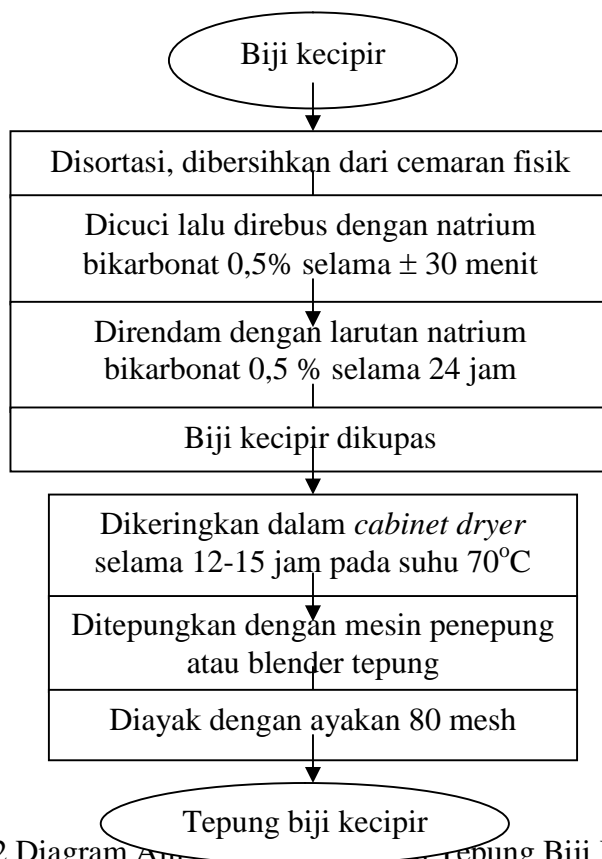 Biji kecipir
Disortasi, dibersihkan dari cemaran fisik
Dicuci lalu direbus dengan natrium
bikarbonat 0,5% selama ± 30 menit
Direndam dengan larutan natrium
bikarbonat 0,5 % selama 24 jam
Biji kecipir dikupas
Dikeringkan dalam cabinet dryer
selama 12-15 jam pada suhu 70°C
Ditepungkan dengan mesin penepung
atau blender tepung
Diayak dengan ayakan 80 mesh
Tepung biji kecipir
2 Diagram Tepung Biji